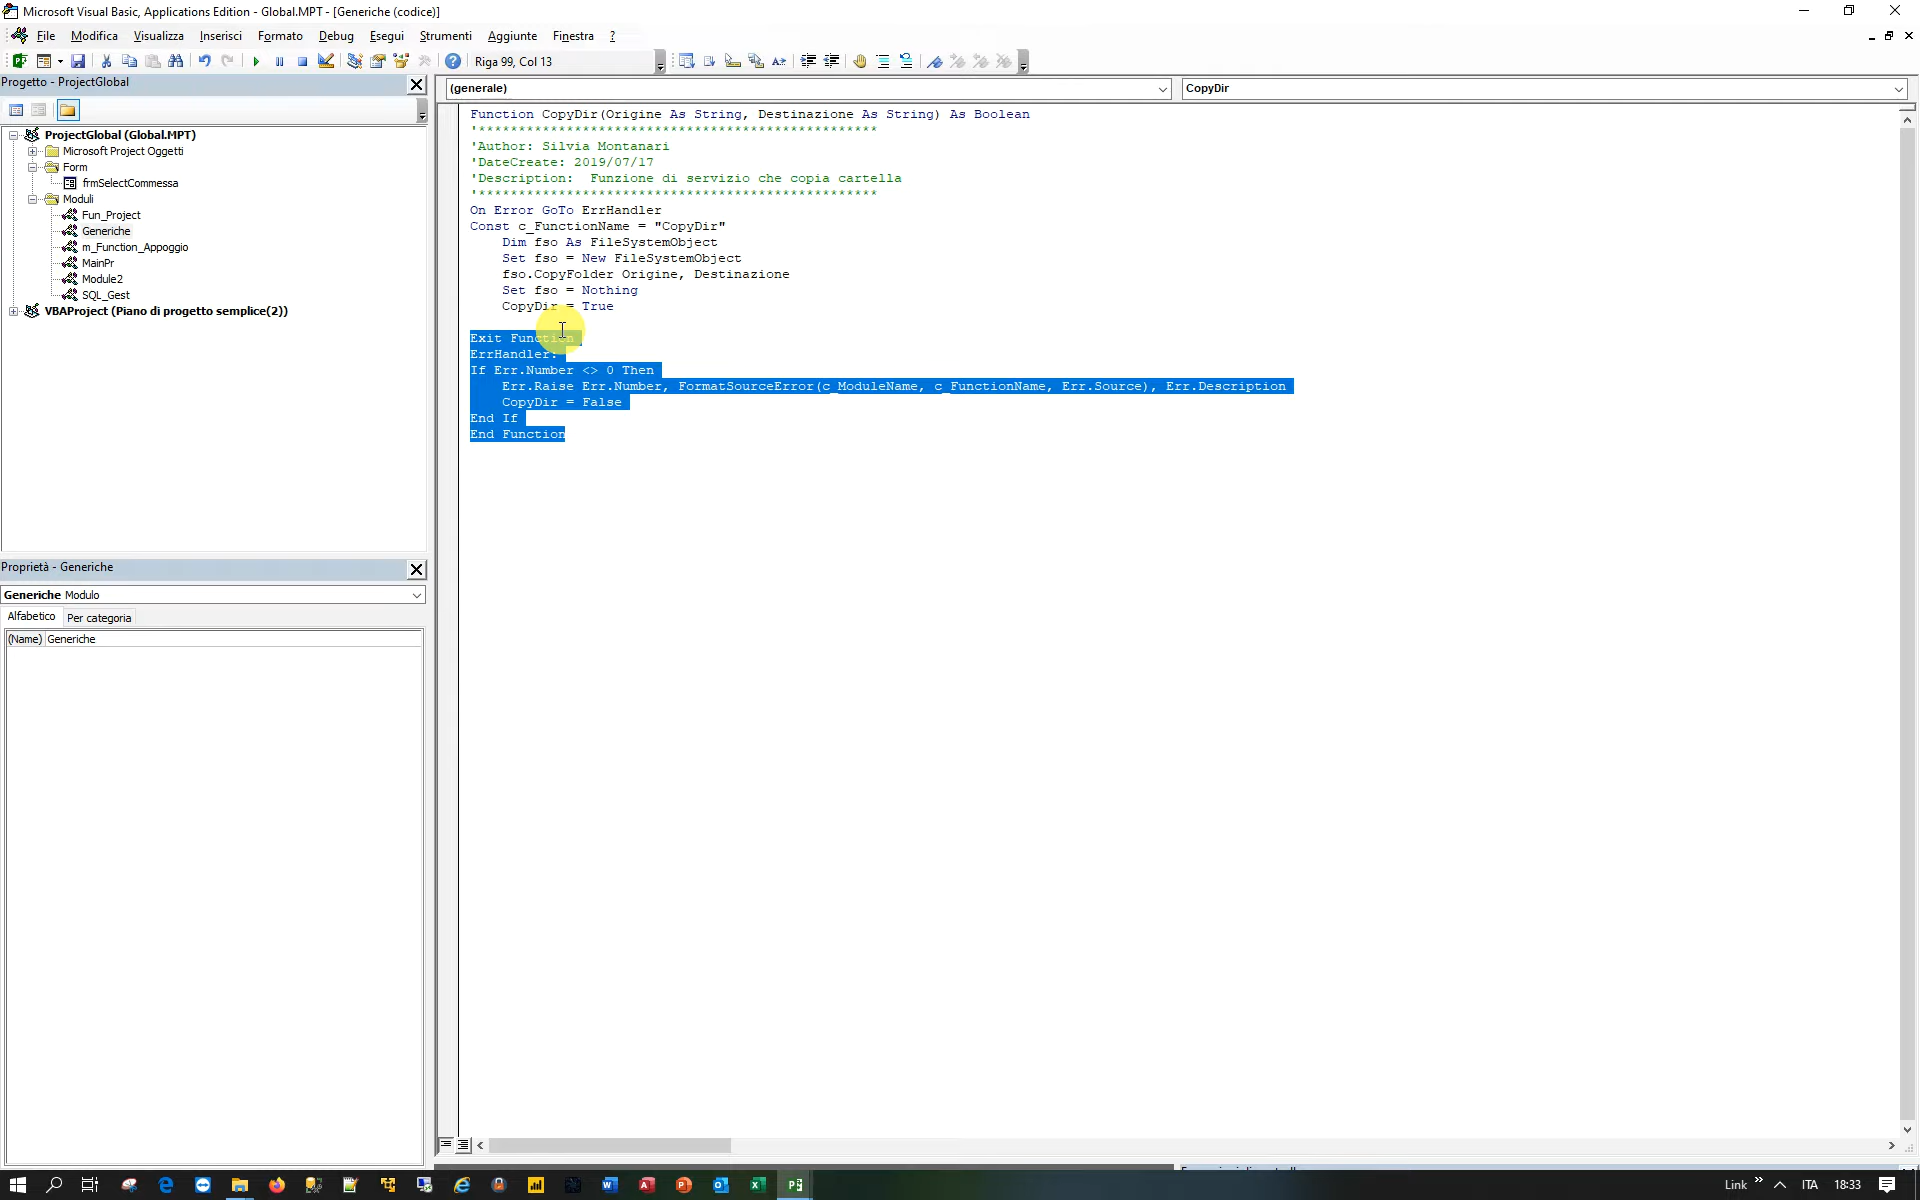 Microsoft Visual Basic, Applications Edition - Global.MPT - [Generiche (codice)]
File Modifica Visualizza Inserisci Formato Debug Esegui Strumenti Aggiunte Finestra ?
Riga 99, Col 13
Progetto - ProjectGlobal
(generale)
CopyDir
ProjectGlobal (Global.MPT)
Microsoft Project Oggetti
Form
frmSelectCommessa
Moduli
Fun_Project
Generiche
m_Function_Appoggio
MainPr
Module2
SQL_Gest
VBAProject (Piano di progetto semplice(2))
Proprietà - Generiche
Generiche Modulo
Alfabetico Per categoria
(Name) Generiche
Function CopyDir(Origine As String, Destinazione As String) As Boolean
'**************************************************
'Author: Silvia Montanari
'DateCreate: 2019/07/17
'Description:  Funzione di servizio che copia cartella
'**************************************************
On Error GoTo ErrHandler
Const c_FunctionName = "CopyDir"
Dim fso As FileSystemObject
Set fso = New FileSystemObject
fso.CopyFolder Origine, Destinazione
Set fso = Nothing
CopyDir = True
Exit Function
ErrHandler:
If Err.Number <> 0 Then
Err.Raise Err.Number, FormatSourceError(c_ModuleName, c_FunctionName, Err.Source), Err.Description
CopyDir = False
End If
End Function
Link ITA 18:33